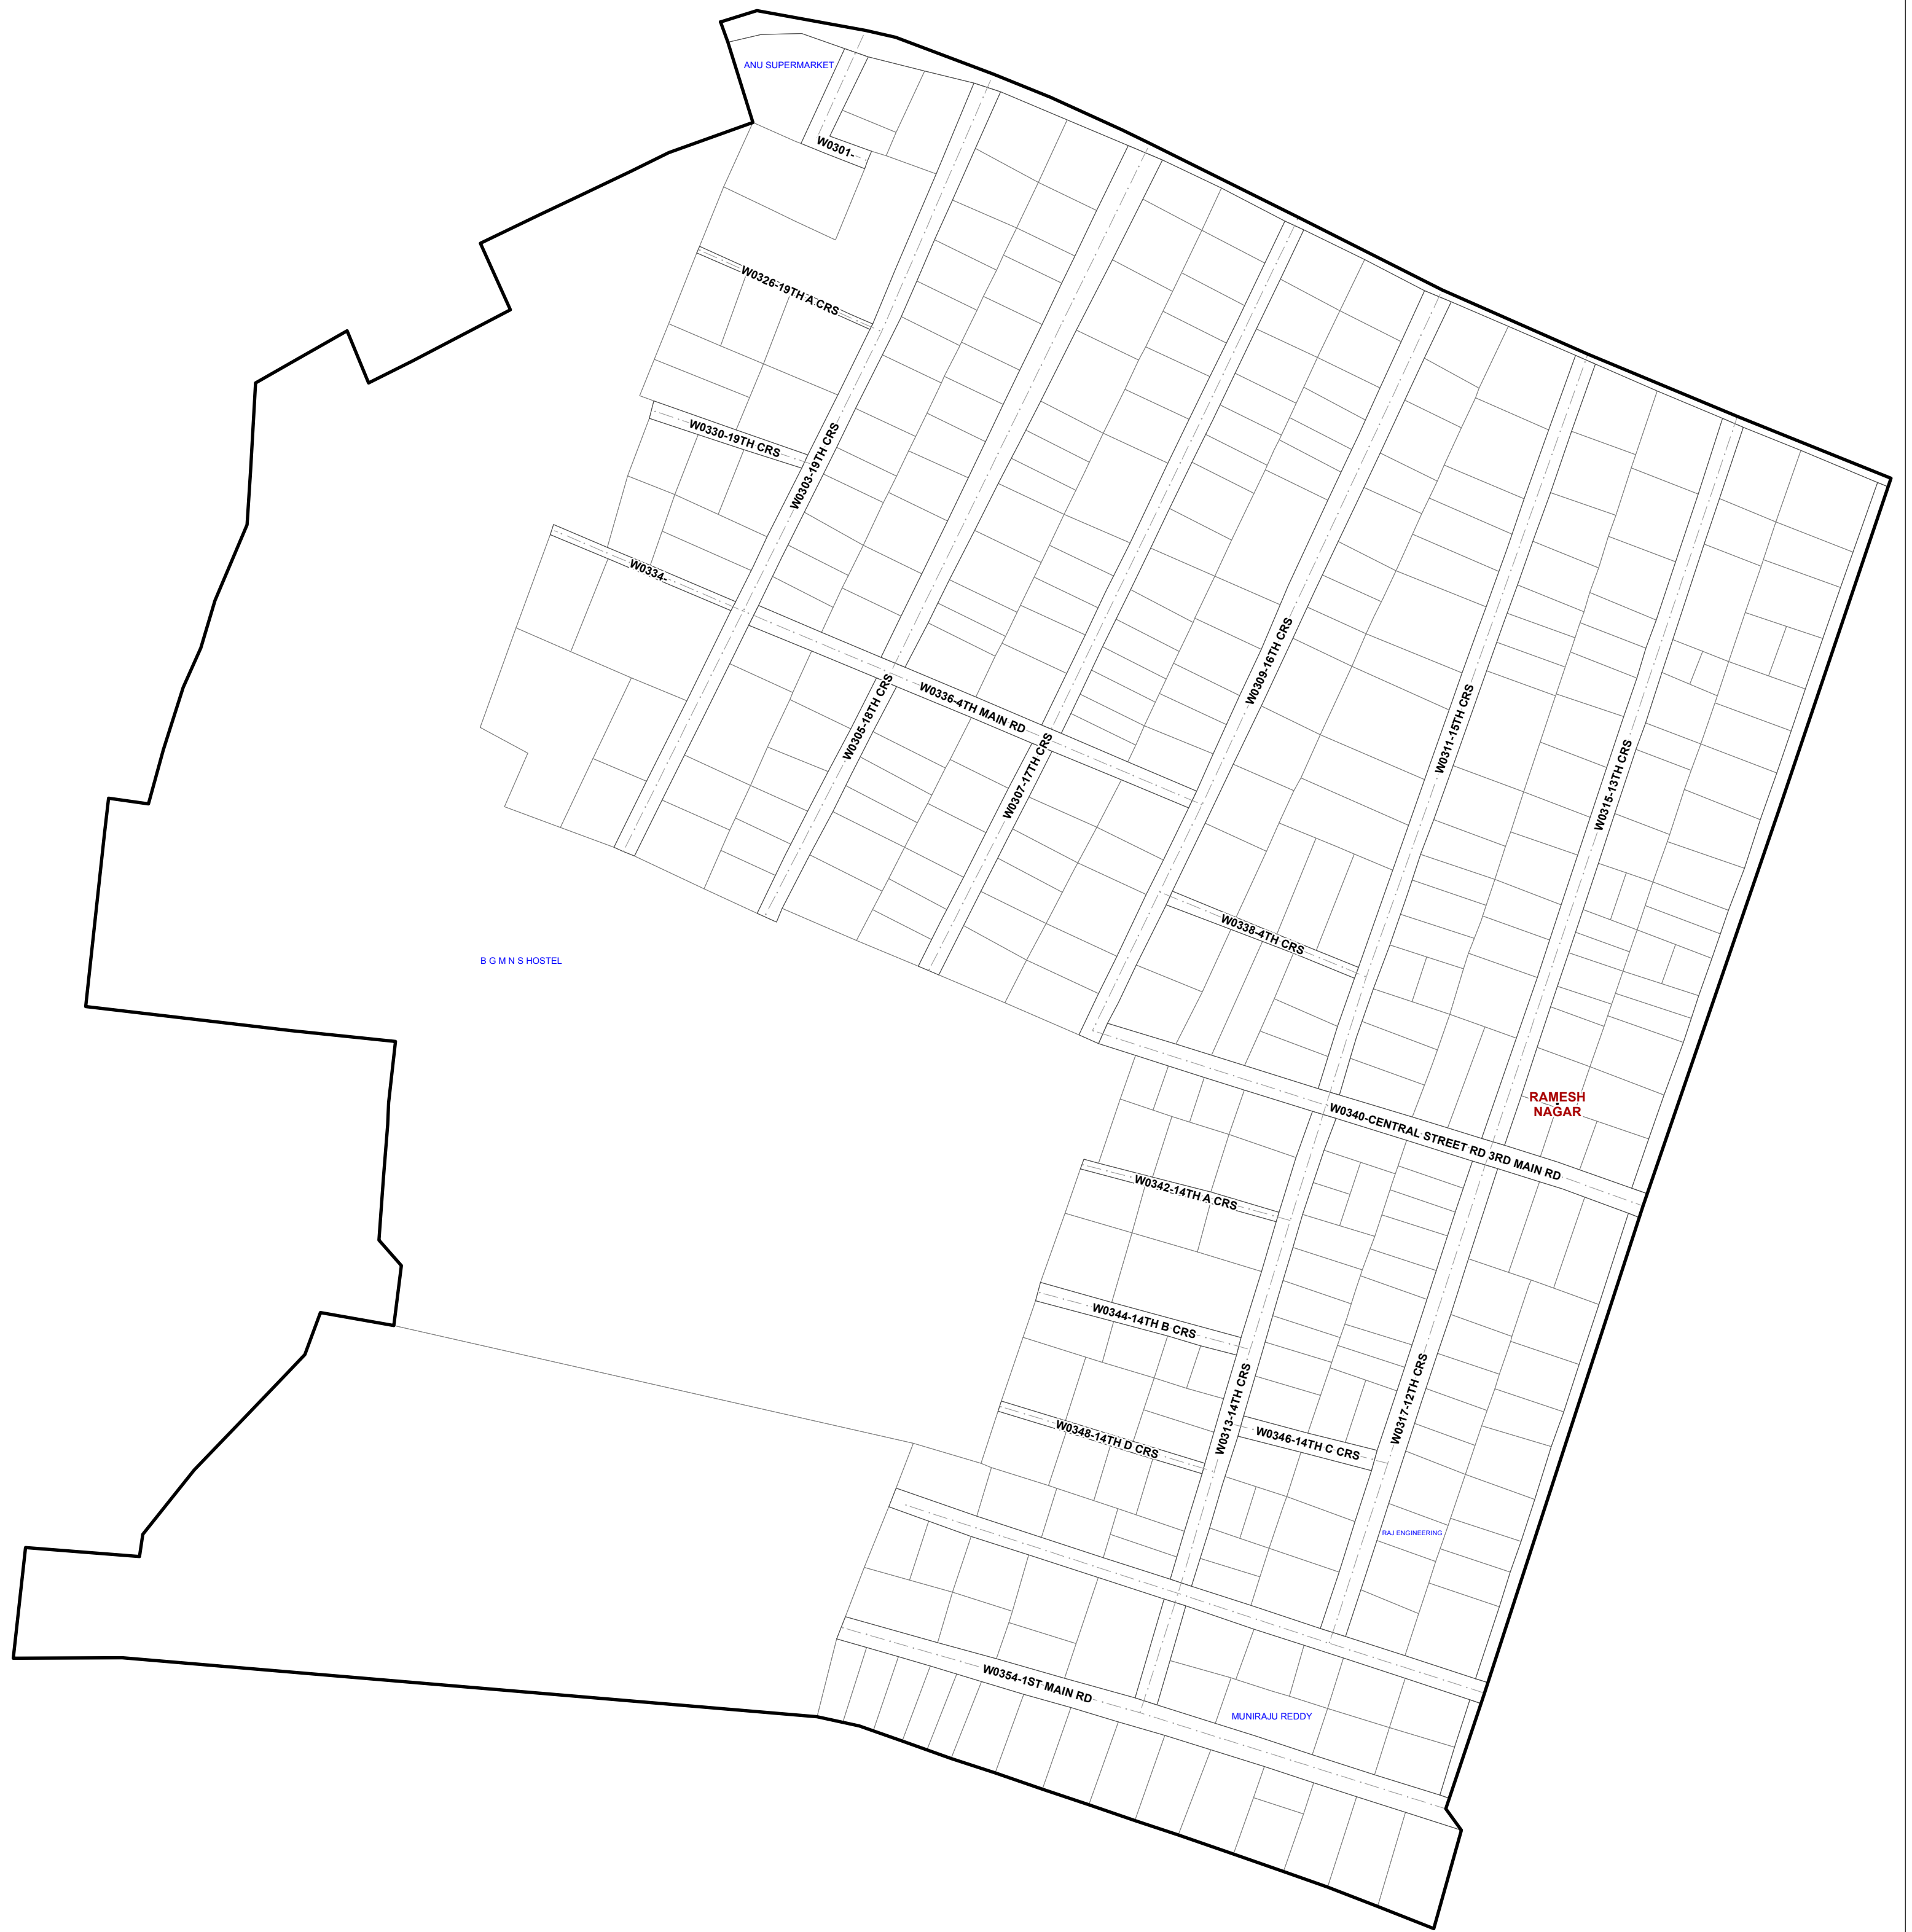 ANU SUPERMARKET
W0301-
W0326-19TH A CRS
W0330-19TH CRS
W0303-19TH CRS
W0334-
W0336-4TH MAIN RD
W0305-18TH CRS
W0307-17TH CRS
W0309-16TH CRS
W0311-15TH CRS
W0315-13TH CRS
W0338-4TH CRS
B G M N S HOSTEL
RAMESH
NAGAR
W0340-CENTRAL STREET RD 3RD MAIN RD
W0342-14TH A CRS
W0344-14TH B CRS
W0313-14TH CRS
W0317-12TH CRS
W0348-14TH D CRS
W0346-14TH C CRS
RAJ ENGINEERING
W0354-1ST MAIN RD
MUNIRAJU REDDY